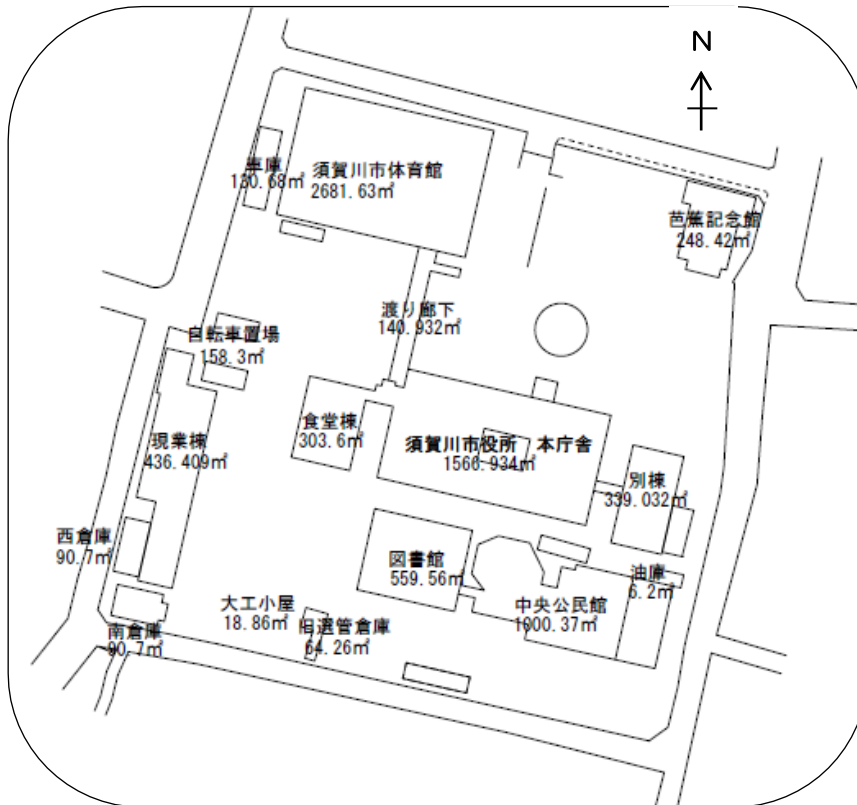 N
車庫
130.68㎡
須賀川市体育館
2681.63㎡
芭蕉記念館
248.42㎡
渡り廊下
140.932㎡
自転車置場
158.3㎡
食堂棟
303.6㎡
現業棟
436.409㎡
須賀川市役所 本庁舎
1566.934㎡
別棟
339.032㎡
西倉庫
90.7㎡
図書館
559.56㎡
油庫
6.2㎡
中央公民館
1000.37㎡
大工小屋
18.86㎡
旧選管倉庫
64.26㎡
南倉庫
90.7㎡